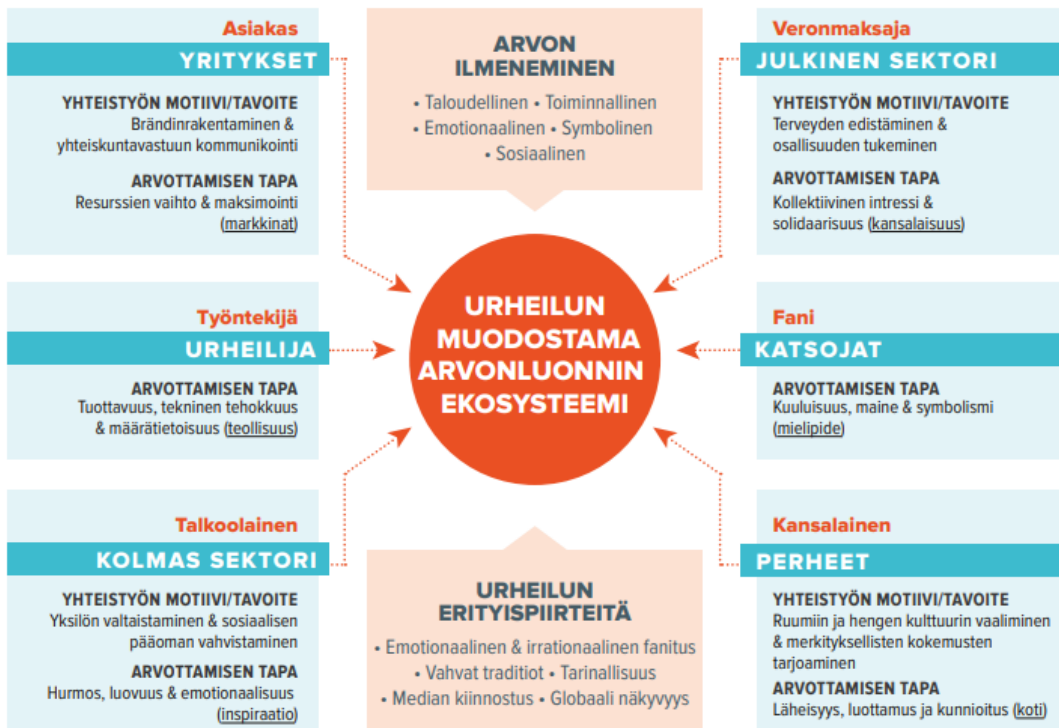 Asiakas
YRITYKSET
YHTEISTYÖN MOTIIVI/TAVOITE
Brändinrakentaminen &
yhteiskuntavastuun kommunikointi
ARVOTTAMISEN TAPA
Resurssien vaihto & maksimointi
(markkinat)
ARVON
ILMENEMINEN
• Taloudellinen • Toiminnallinen
• Emotionaalinen • Symbolinen
• Sosiaalinen
Veronmaksaja
JULKINEN SEKTORI
YHTEISTYÖN MOTIIVI/TAVOITE
Terveyden edistäminen &
osallisuuden tukeminen
ARVOTTAMISEN TAPA
Kollektiivinen intressi &
solidaarisuus (kansalaisuus)
Työntekijä
URHEILIJA
ARVOTTAMISEN TAPA
Tuottavuus, tekninen tehokkuus
& määrätietoisuus (teollisuus)
URHEILUN
MUODOSTAMA
ARVONLUONNIN
EKOSYSTEEMI
Fani
KATSOJAT
ARVOTTAMISEN TAPA
Kuuluisuus, maine & symbolismi
(mielipide)
Talkoolainen
KOLMAS SEKTORI
YHTEISTYÖN MOTIIVI/TAVOITE
Yksilön valtaistaminen & sosiaalisen
pääoman vahvistaminen
ARVOTTAMISEN TAPA
Hurmos, luovuus & emotionaalisuus
(inspiraatio)
URHEILUN
ERITYISPIIRTEITÄ
• Emotionaalinen & irrationaalinen fanitus
• Vahvat traditiot • Tarinallisuus
• Median kiinnostus • Globaali näkyvyys
Kansalainen
PERHEET
YHTEISTYÖN MOTIIVI/TAVOITE
Ruumiin ja hengen kulttuurin vaaliminen
& merkityksellisten kokemusten
tarjoaminen
ARVOTTAMISEN TAPA
Läheisyys, luottamus ja kunnioitus (koti)